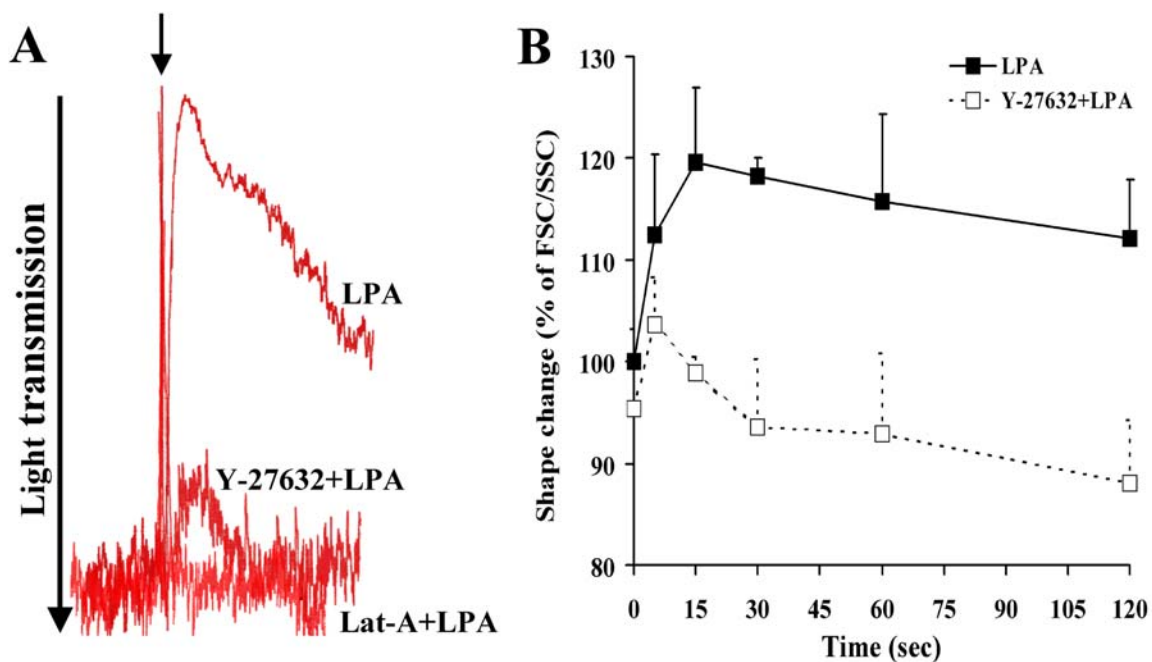 A
Light transmission
LPA
Y-27632+LPA
Lat-A+LPA
B
Shape change (% of FSC/SSC)
130
120
110
100
90
80
LPA
Y-27632+LPA
0 15 30 45 60 75 90 105 120
Time (sec)